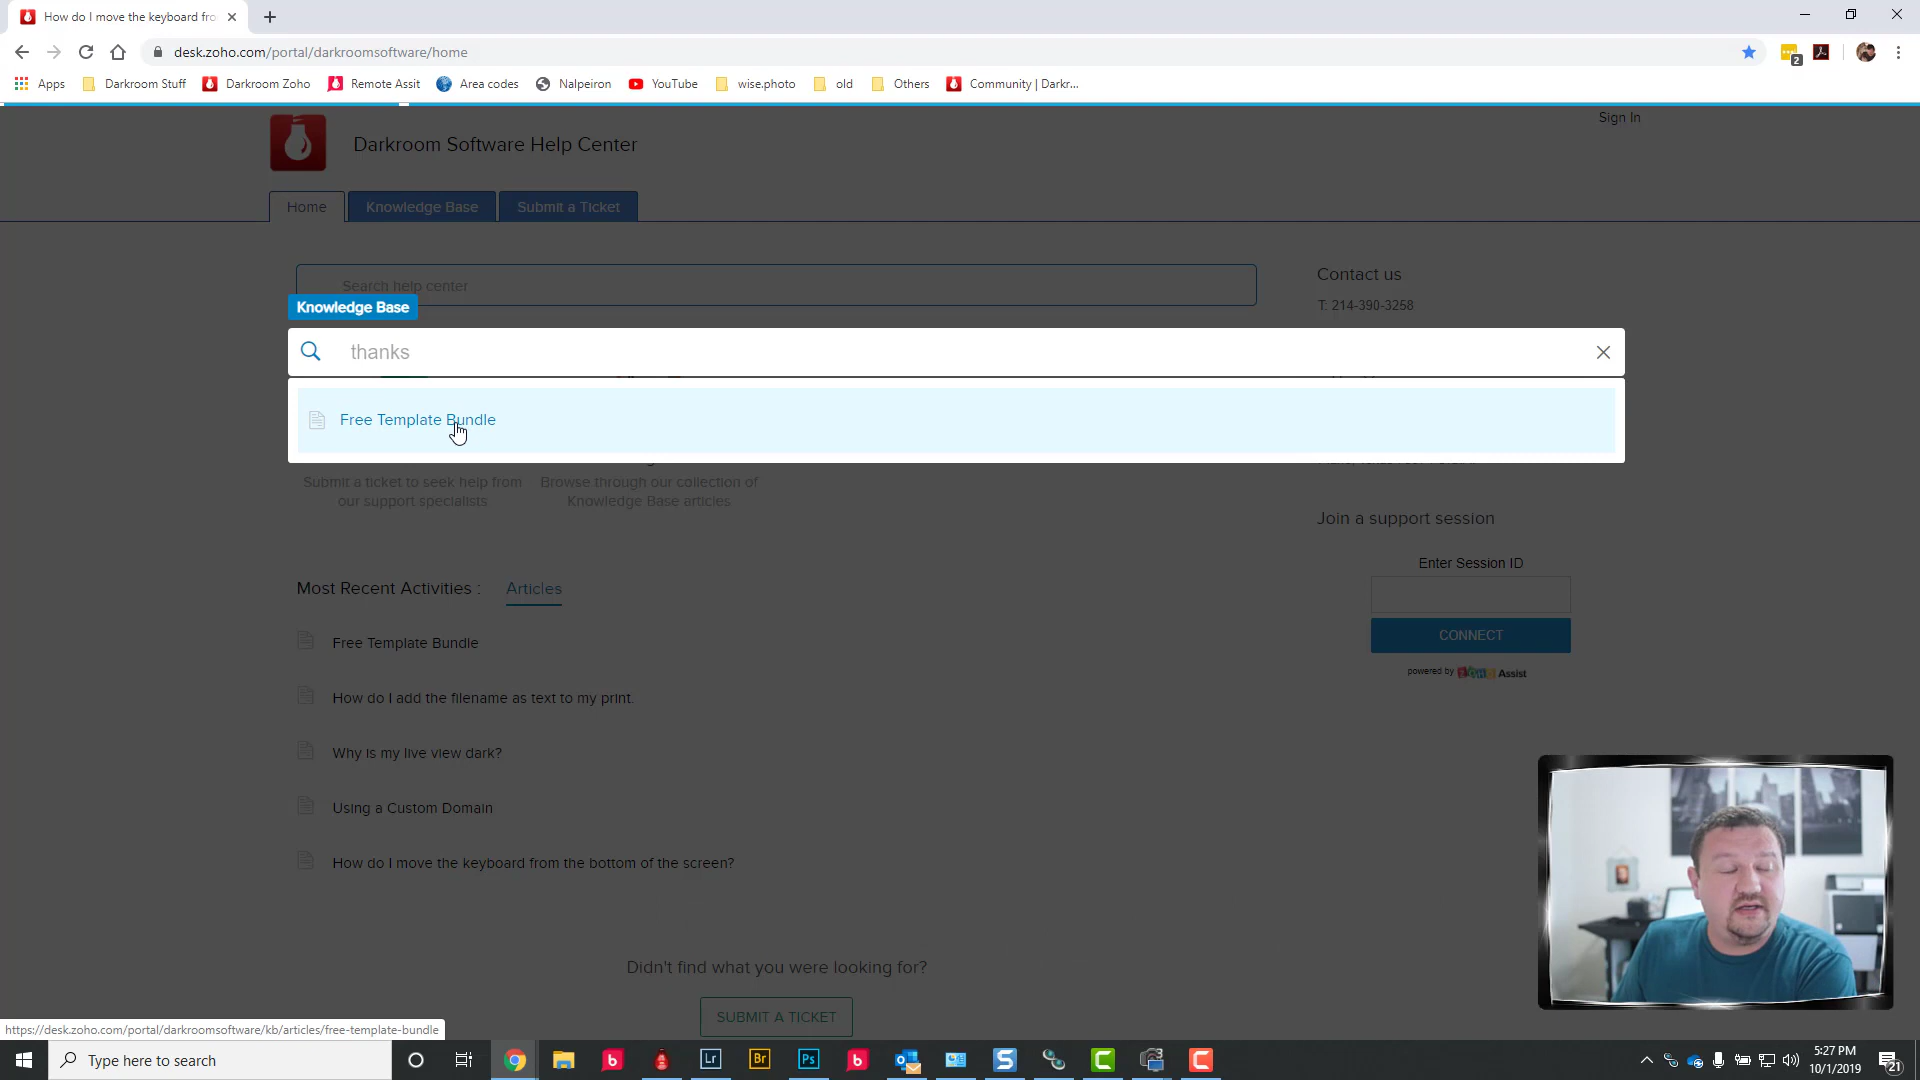 How do I move the keyboard fro
desk.zoho.com/portal/darkroomsoftware/home
2
Apps
Darkroom Stuff
Darkroom Zoho
Remote Assit
Area codes
Nalpeiron
YouTube
wise.photo
old
Others
Community | Darkr...
Sign In
Darkroom Software Help Center
Home
Knowledge Base
Submit a Ticket
Search help center
Contact us
T: 214-390-3258
Knowledge Base
thanks
Free Template Bundle
Submit a ticket to seek help from
our support specialists
Browse through our collection of
Knowledge Base articles
Join a support session
Enter Session ID
CONNECT
powered by ZOHO Assist
Most Recent Activities :
Articles
Free Template Bundle
How do I add the filename as text to my print.
Why is my live view dark?
Using a Custom Domain
How do I move the keyboard from the bottom of the screen?
Didn't find what you were looking for?
SUBMIT A TICKET
https://desk.zoho.com/portal/darkroomsoftware/kb/articles/free-template-bundle
Type here to search
b
Lr
Br
Ps
b
S
C
C
5:27 PM
10/1/2019
21